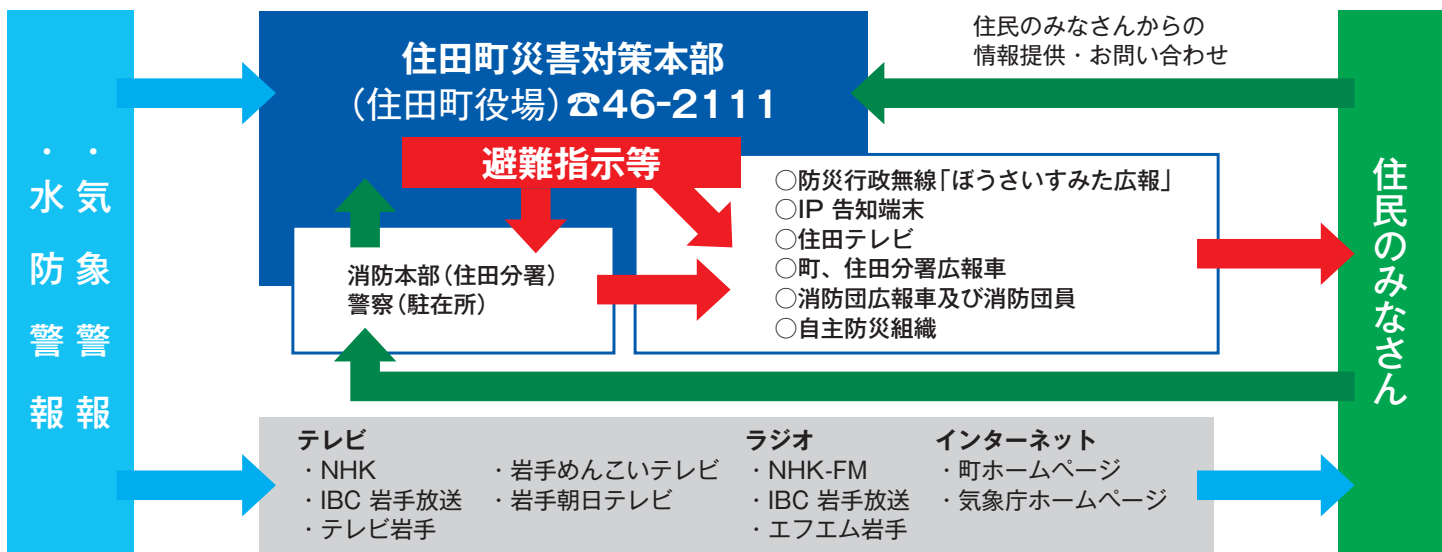 ・気象警報
・水防警報
住田町災害対策本部
（住田町役場）☎46-2111
避難指示等
消防本部（住田分署）
警察（駐在所）
○防災行政無線「ぼうさいすみた広報」
○IP 告知端末
○住田テレビ
○町、住田分署広報車
○消防団広報車及び消防団員
○自主防災組織
住民のみなさんからの
情報提供・お問い合わせ
住民のみなさん
テレビ
・NHK
・IBC 岩手放送
・テレビ岩手
・岩手めんこいテレビ
・岩手朝日テレビ
ラジオ
・NHK-FM
・IBC 岩手放送
・エフエム岩手
インターネット
・町ホームページ
・気象庁ホームページ